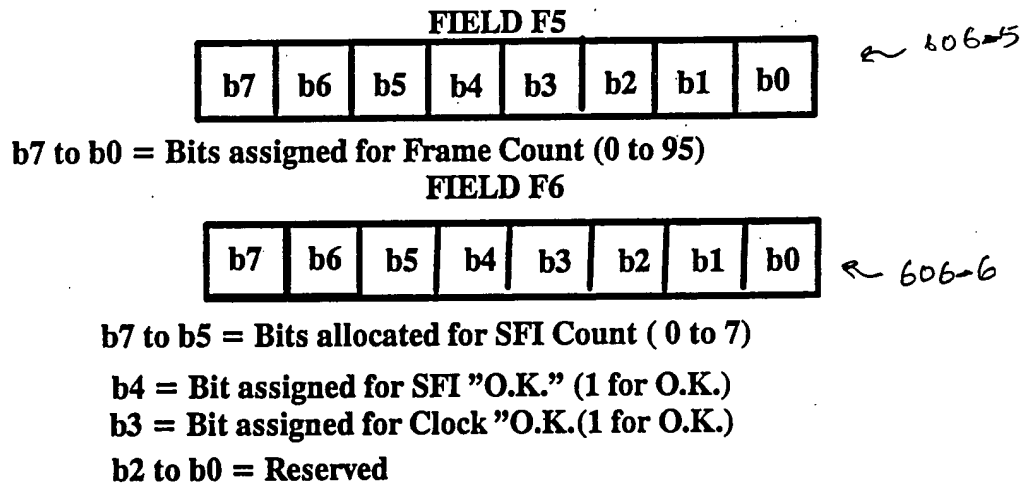 FIELD F5
b7 b6 b5 b4 b3 b2 b1 b0
606-5
b7 to b0 = Bits assigned for Frame Count (0 to 95)
FIELD F6
b7 b6 b5 b4 b3 b2 b1 b0
606-6
b7 to b5 = Bits allocated for SFI Count ( 0 to 7)
b4 = Bit assigned for SFI ”O.K.” (1 for O.K.)
b3 = Bit assigned for Clock ”O.K.(1 for O.K.)
b2 to b0 = Reserved